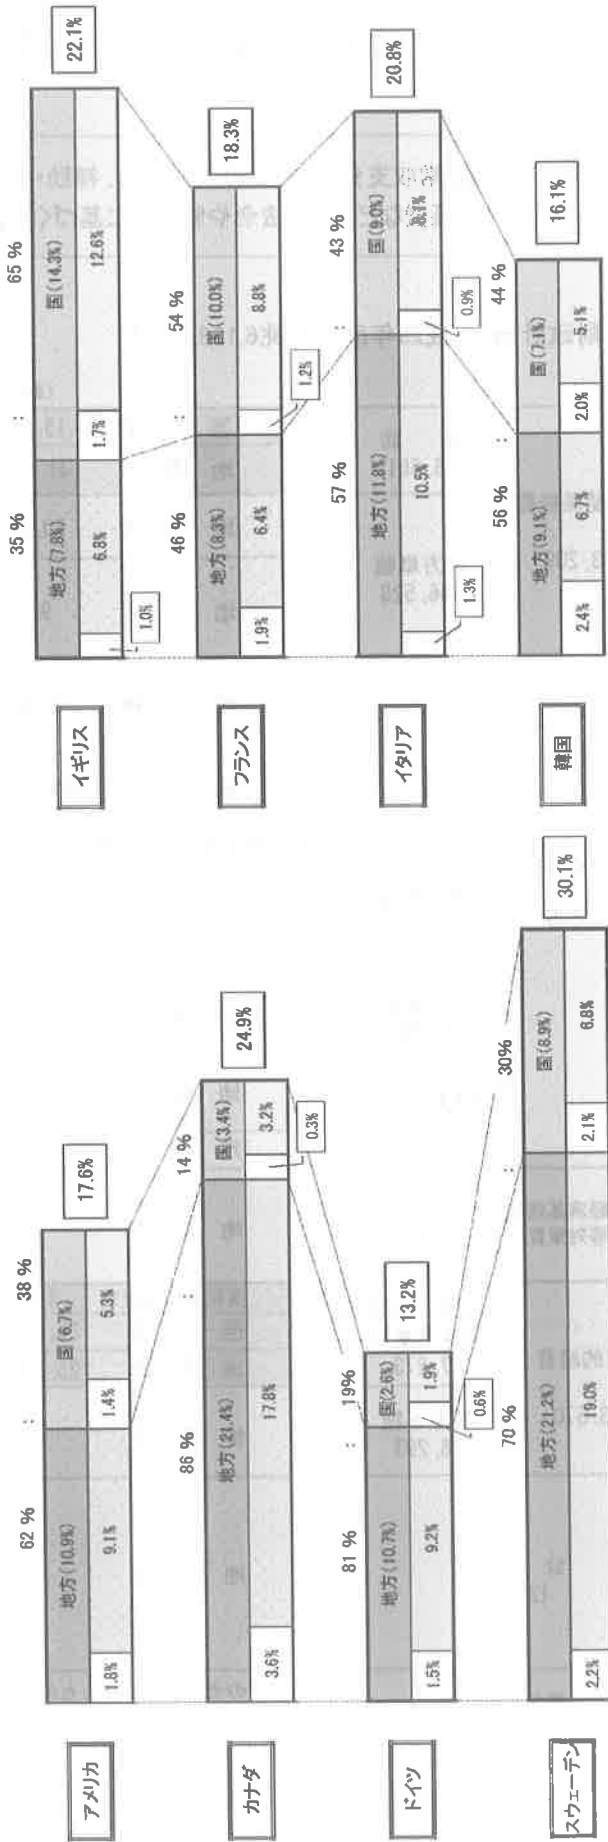 アメリカ
62 % : 38 %
地方(10.9%) 国(6.7%)
1.8% 9.1% 1.4% 5.3%
17.6%
カナダ
86 % : 14 %
地方(21.4%) 国(3.4%)
3.6% 17.8% 3.2%
0.3%
24.9%
ドイツ
81 % : 19%
地方(10.7%) 国(2.6%)
1.5% 9.2% 1.9%
0.6%
13.2%
スウェーデン
70 % : 30%
地方(21.2%) 国(8.9%)
2.2% 19.0% 2.1% 6.8%
30.1%
イギリス
35 % : 65 %
地方(7.8%) 国(14.3%)
6.8% 1.7% 12.6%
1.0%
22.1%
フランス
46 % : 54 %
地方(8.3%) 国(10.0%)
1.9% 6.4% 8.8%
1.2%
18.3%
イタリア
57 % : 43 %
地方(11.8%) 国(9.0%)
10.5%
1.3% 0.9%
20.8%
韓国
56 % : 44 %
地方(9.1%) 国(7.1%)
2.4% 6.7% 2.0% 5.1%
16.1%